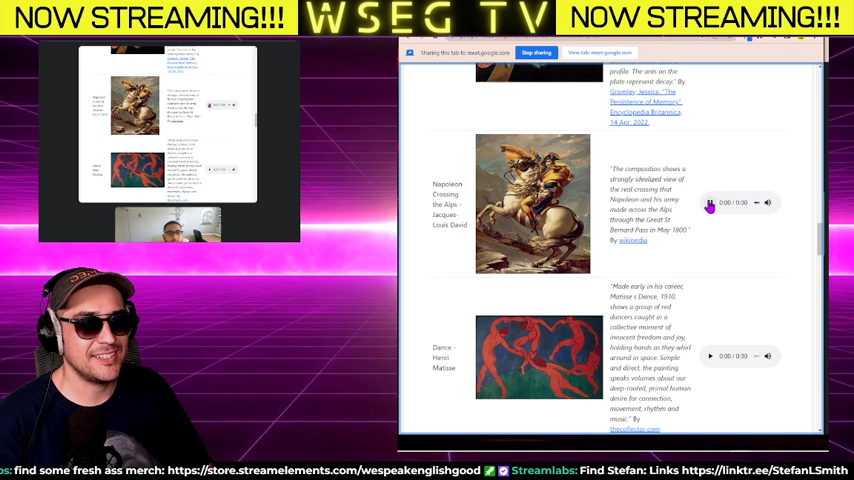 NOW STREAMING!!!
WSEG TV
NOW STREAMING!!!
Sharing this tab to meet.google.com
Stop sharing
View tab: meet.google.com
profile. The ants on the
plate represent decay." By
Gromley, Jessica. "The
Persistence of Memory".
Encyclopedia Britannica,
14 Apr. 2022.
Napoleon
Crossing
the Alps -
Jacques-
Louis David
"The composition shows a
strongly idealized view of
the real crossing that
Napoleon and his army
made across the Alps
through the Great St
Bernard Pass in May 1800."
By wikipedia
0:00 / 0:30
Dance -
Henri
Matisse
"Made early in his career,
Matisse s Dance, 1910,
shows a group of red
dancers caught in a
collective moment of
innocent freedom and joy,
holding hands as they whirl
around in space. Simple
and direct, the painting
speaks volumes about our
deep-rooted, primal human
desire for connection,
movement, rhythm and
music." By
thecollector.com
0:00 / 0:30
bs: find some fresh ass merch: https://store.streamelements.com/wespeakenglishgood Streamlabs: Find Stefan: Links https://linktr.ee/StefanLSmith